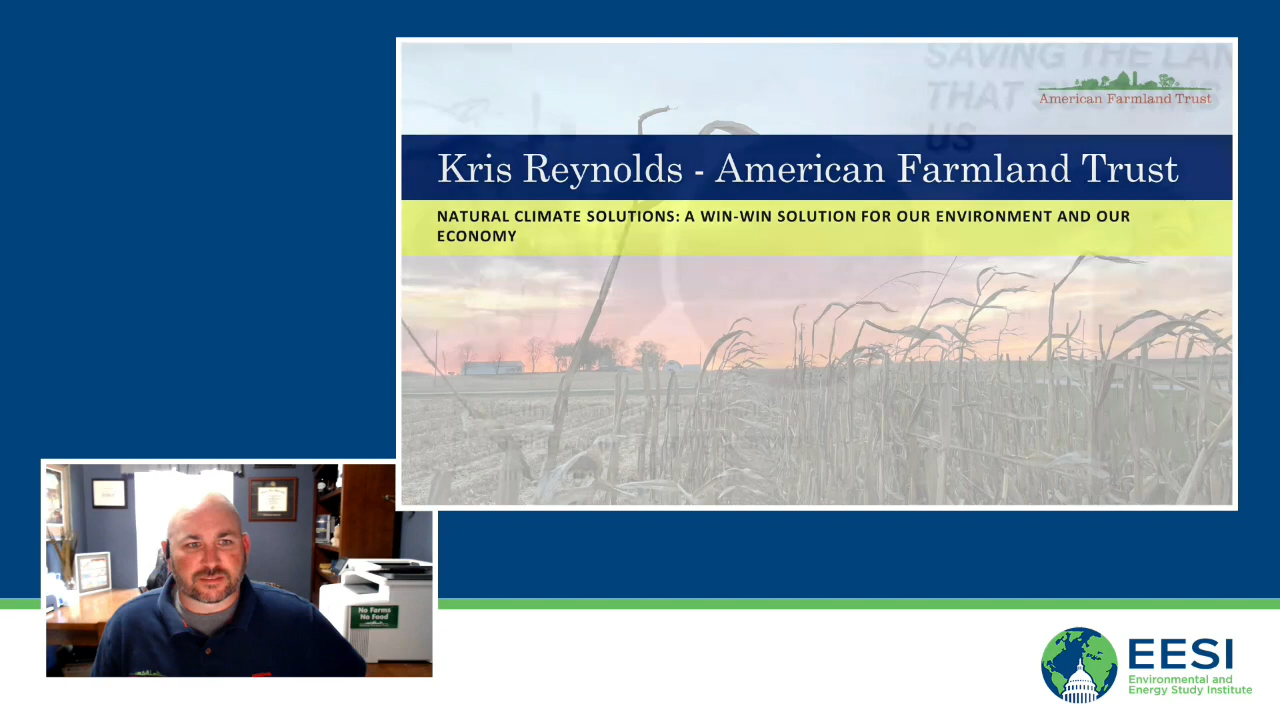 SAVING THE LAN
THAT
US
American Farmland Trust
Kris Reynolds - American Farmland Trust
NATURAL CLIMATE SOLUTIONS: A WIN-WIN SOLUTION FOR OUR ENVIRONMENT AND OUR
ECONOMY
No Farms
No Food
EESI
Environmental and
Energy Study Institute